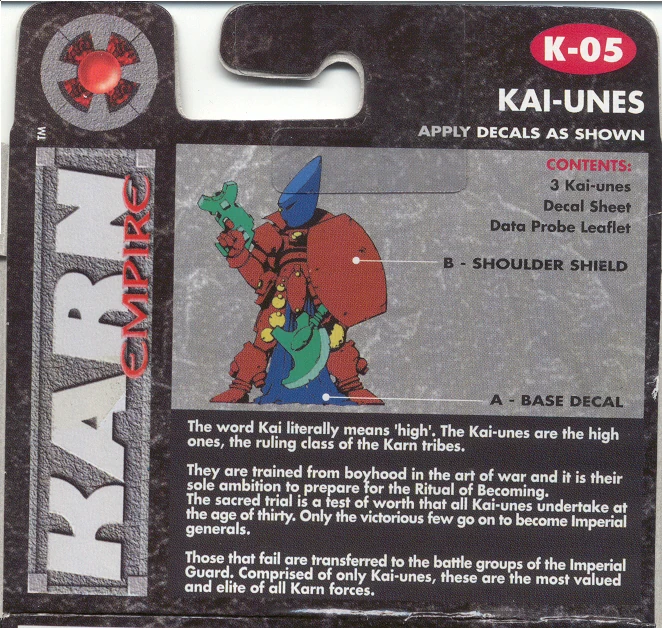 K-05
KAI-UNES
APPLY DECALS AS SHOWN
™
KARN
EMPIRE
CONTENTS:
3 Kai-unes
Decal Sheet
Data Probe Leaflet
B - SHOULDER SHIELD
A - BASE DECAL
The word Kai literally means 'high'. The Kai-unes are the high
ones, the ruling class of the Karn tribes.
They are trained from boyhood in the art of war and it is their
sole ambition to prepare for the Ritual of Becoming.
The sacred trial is a test of worth that all Kai-unes undertake at
the age of thirty. Only the victorious few go on to become Imperial
generals.
Those that fail are transferred to the battle groups of the Imperial
Guard. Comprised of only Kai-unes, these are the most valued
and elite of all Karn forces.